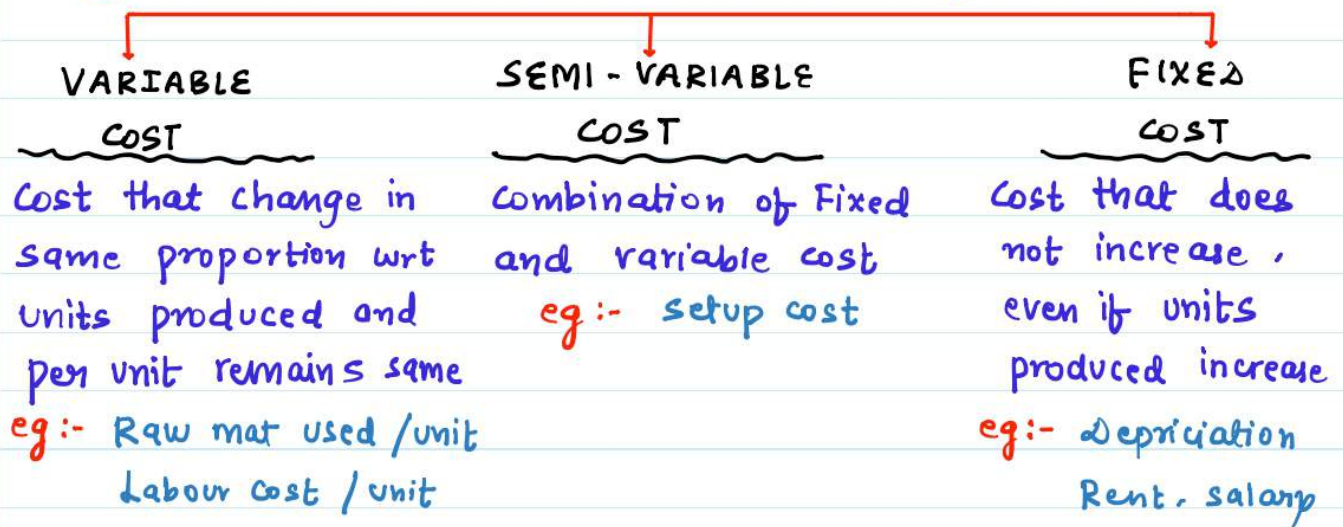 VARIABLE
COST
Cost that change in
same proportion wrt
units produced and
per unit remains same
eg :- Raw mat used /unit
Labour cost / unit
SEMI - VARIABLE
COST
Combination of Fixed
and variable cost
eg :- setup cost
FIXED
COST
Cost that does
not increase,
even if units
produced increase
eg :- Depriciation
Rent, salary